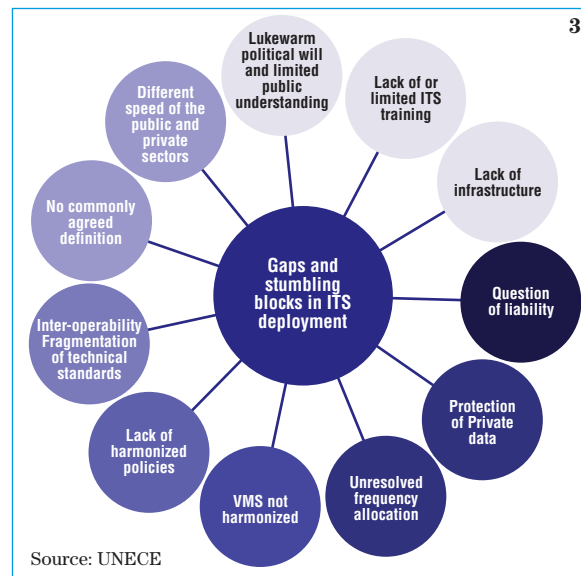 3
Lukewarm
political will
and limited
public
understanding
Lack of or
limited ITS
training
Lack of
infrastructure
Question
of liability
Protection
of Private
data
Unresolved
frequency
allocation
VMS not
harmonized
Lack of
harmonized
policies
Inter-operability
Fragmentation
of technical
standards
No commonly
agreed
definition
Different
speed of the
public and
private
sectors
Gaps and
stumbling
blocks in ITS
deployment
Source: UNECE